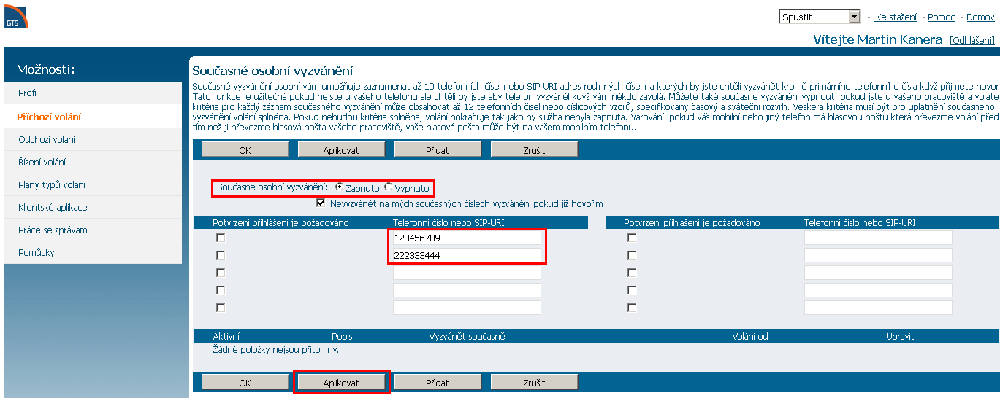 GTS
Spustit - Ke stažení - Pomoc - Domov
Vítejte Martin Kanera [Odhlášení]
Možnosti:
Profil
Příchozí volání
Odchozí volání
Řízení volání
Plány typů volání
Klientské aplikace
Práce se zprávami
Pomůcky
Současné osobní vyzvánění
Současné vyzvánění osobní vám umožňuje zaznamenat až 10 telefonních čísel nebo SIP-URI adres rodinných čísel na kterých by jste chtěli vyzvánět kromě primárního telefonního čísla když přijmete hovor.
Tato funkce je užitečná pokud nejste u vašeho telefonu ale chtěli by jste aby telefon vyzváněl když vám někdo zavolá. Můžete také současné vyzvánění vypnout, pokud jste u vašeho pracoviště a voláte
kritéria pro každý záznam současného vyzvánění může obsahovat až 12 telefonních čísel nebo číslicových vzorů, specifikovaný časový a sváteční rozvrh. Veškerá kritéria musí být pro uplatnění současného
vyzvánění volání splněna. Pokud nebudou kritéria splněna, volání pokračuje tak jako by služba nebyla zapnuta. Varování: pokud váš mobilní nebo jiný telefon má hlasovou poštu která převezme volání před
tím než ji převezme hlasová pošta vašeho pracoviště, vaše hlasová pošta může být na vašem mobilním telefonu.
OK Aplikovat Přidat Zrušit
Současné osobní vyzvánění: Zapnuto Vypnuto
Nevyzvánět na mých současných číslech vyzvánění pokud již hovořím
Potvrzení přihlášení je požadováno Telefonní číslo nebo SIP-URI Potvrzení přihlášení je požadováno Telefonní číslo nebo SIP-URI
123456789
222333444
Aktivní Popis Vyzvánět současně Volání od Upravit
Žádné položky nejsou přítomny.
OK Aplikovat Přidat Zrušit